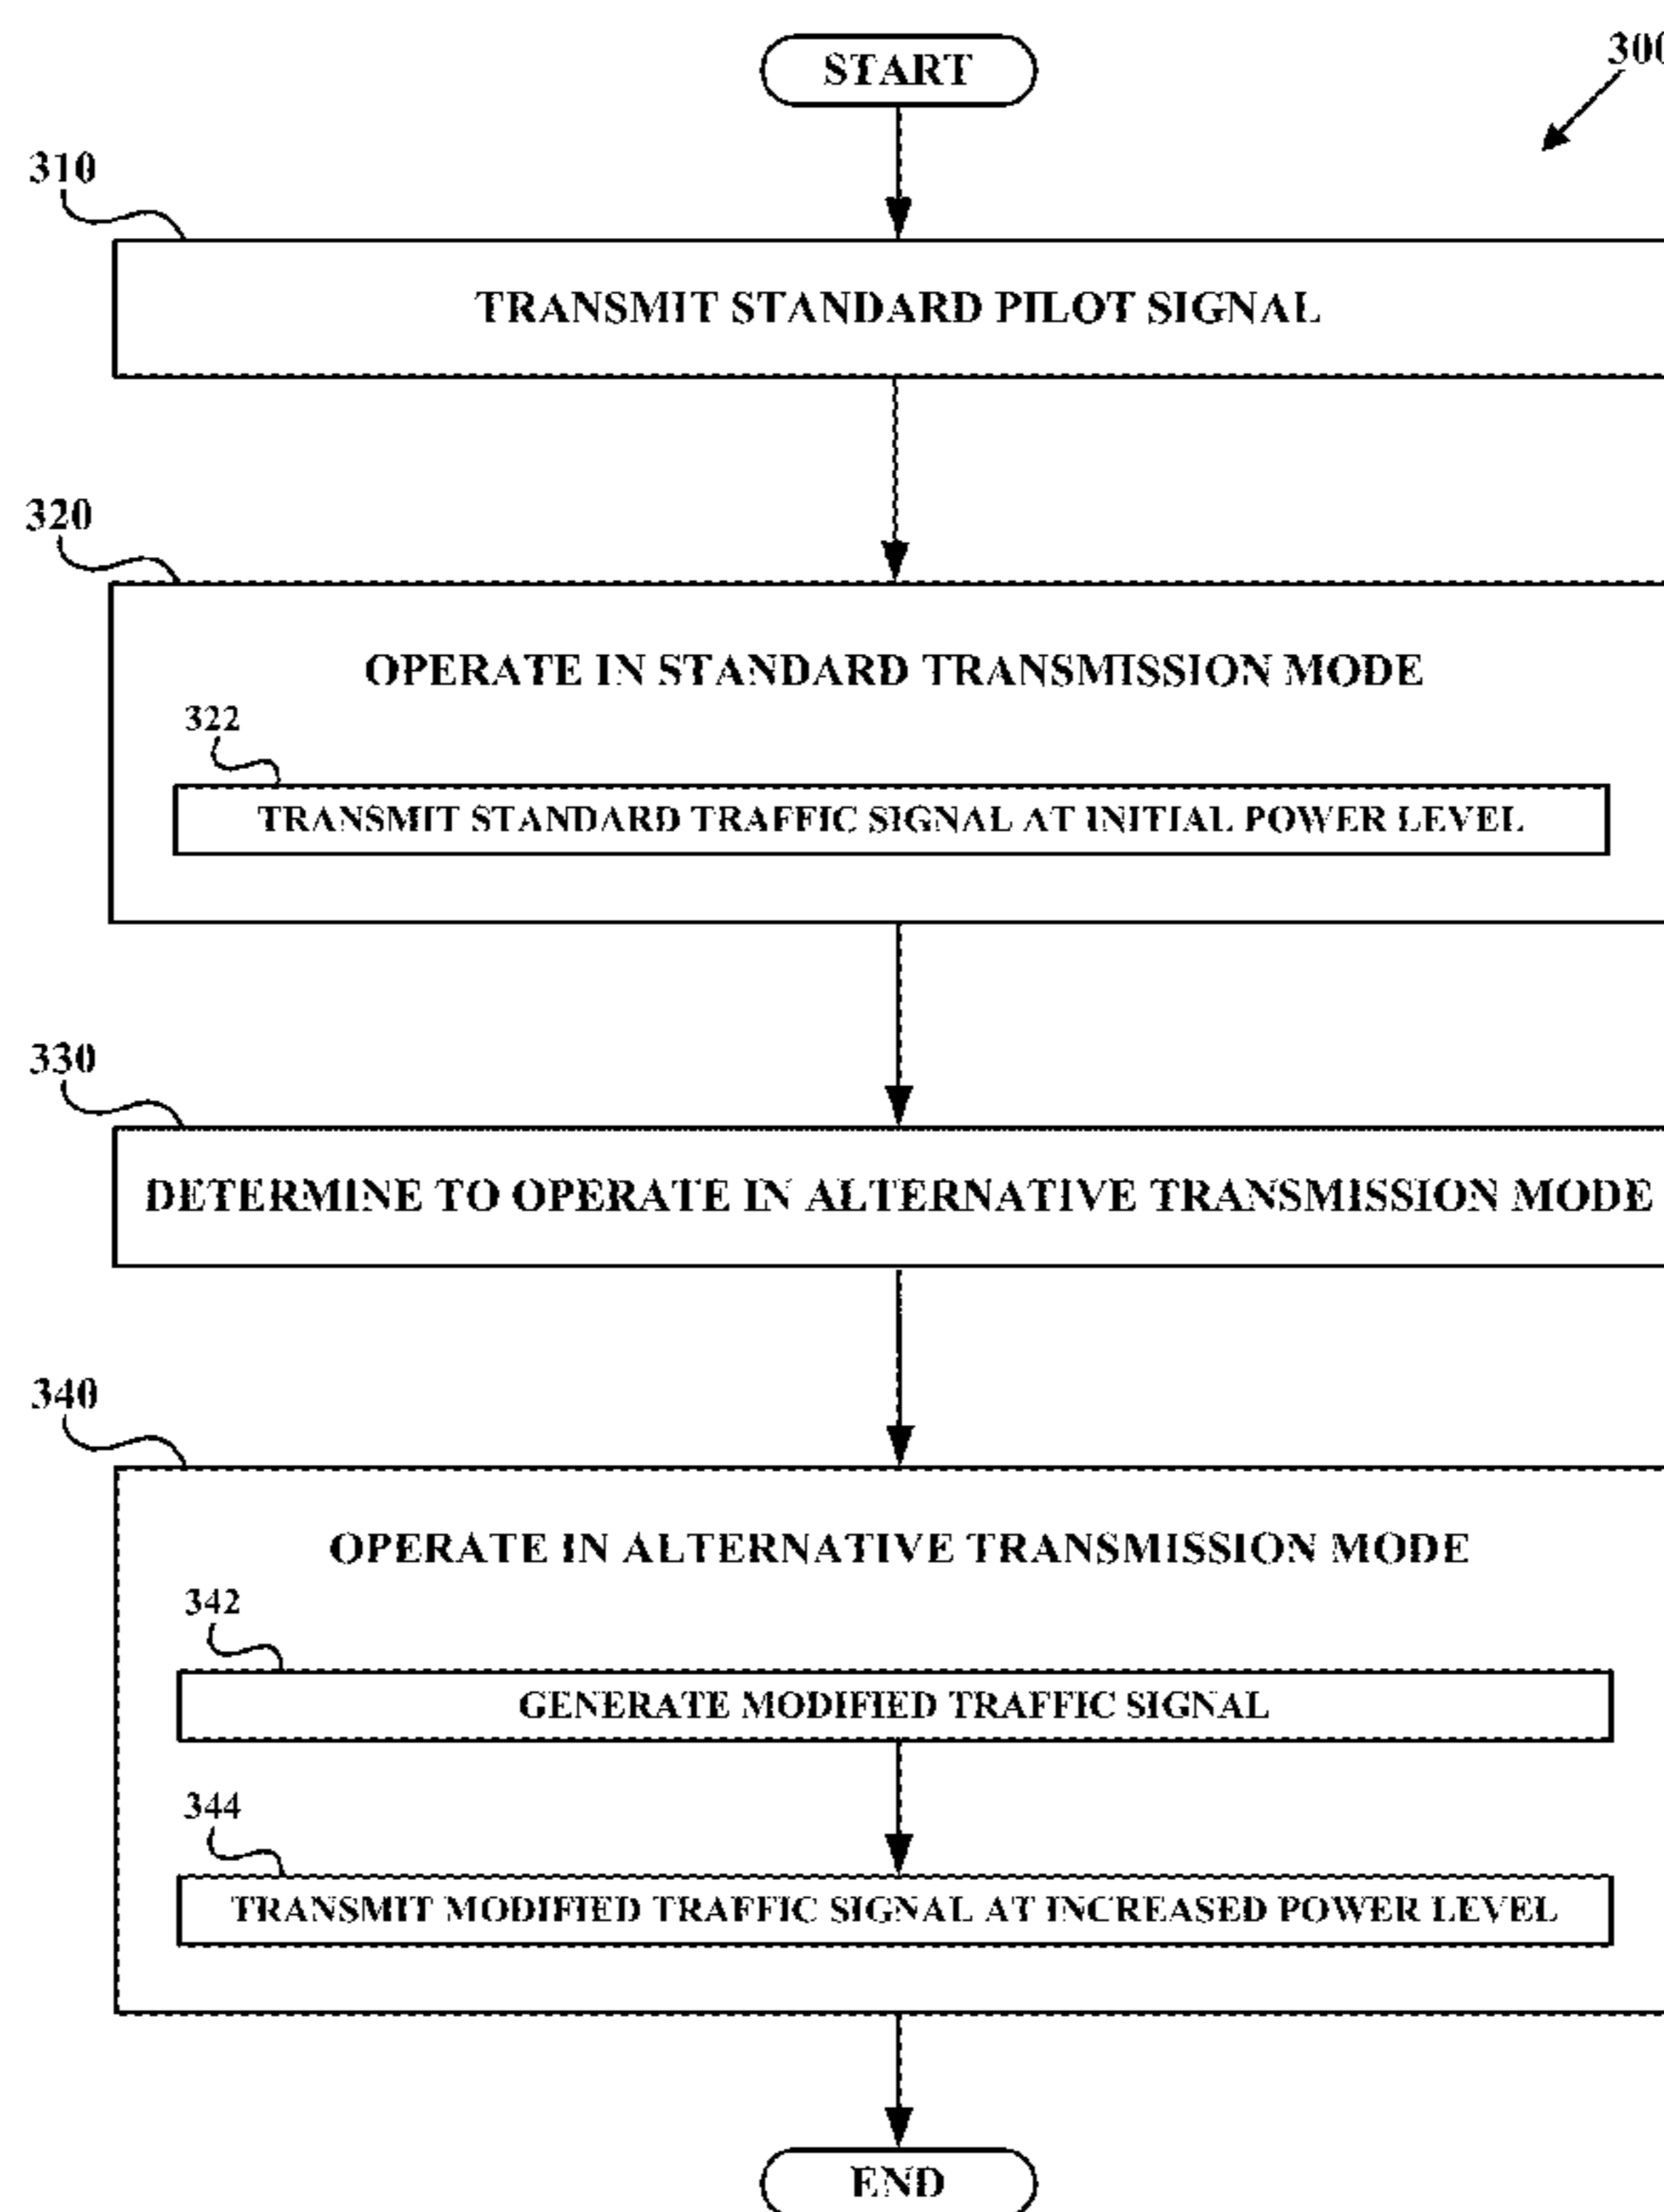 START
300
310
TRANSMIT STANDARD PILOT SIGNAL
320
OPERATE IN STANDARD TRANSMISSION MODE
322
TRANSMIT STANDARD TRAFFIC SIGNAL AT INITIAL POWER LEVEL
330
DETERMINE TO OPERATE IN ALTERNATIVE TRANSMISSION MODE
340
OPERATE IN ALTERNATIVE TRANSMISSION MODE
342
GENERATE MODIFIED TRAFFIC SIGNAL
344
TRANSMIT MODIFIED TRAFFIC SIGNAL AT INCREASED POWER LEVEL
END